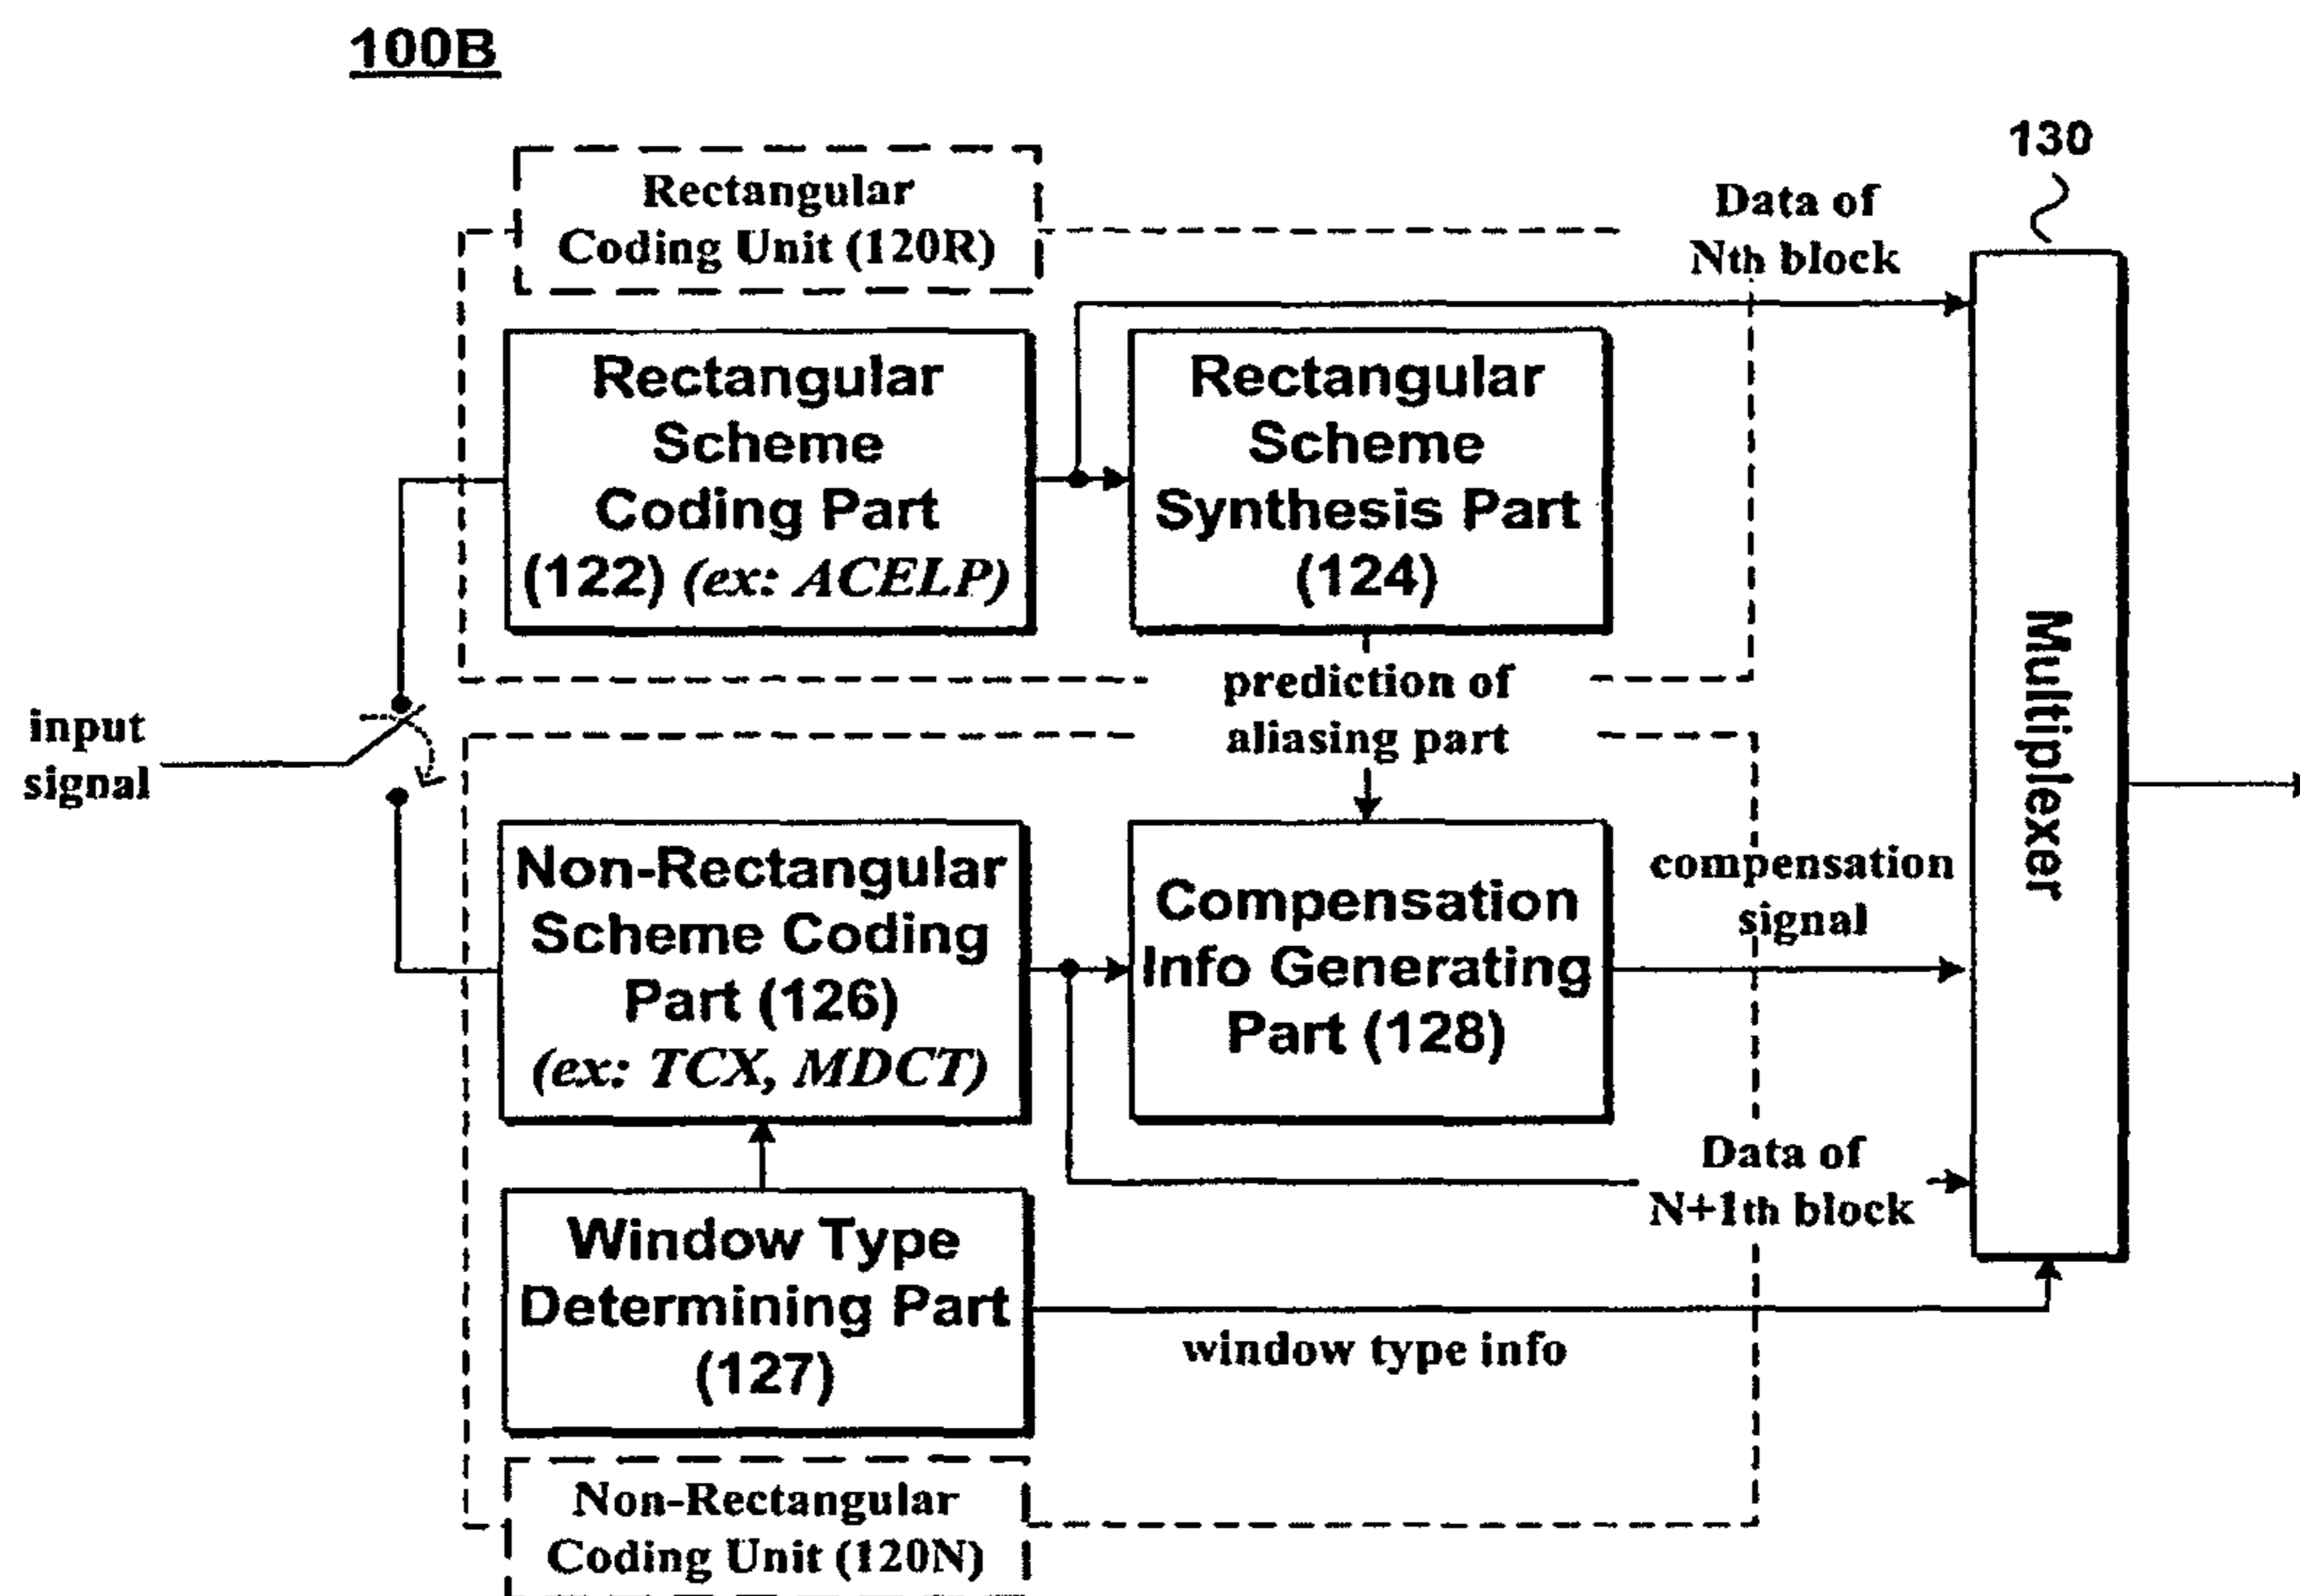 100B
130
Rectangular
Coding Unit (120R)
Data of
Nth block
Rectangular
Scheme
Coding Part
(122) (ex: ACELP)
Rectangular
Scheme
Synthesis Part
(124)
Multiplexer
prediction of
aliasing part
input
signal
Non-Rectangular
Scheme Coding
Part (126)
(ex: TCX, MDCT)
Compensation
Info Generating
Part (128)
compensation
signal
Data of
N+1th block
Window Type
Determining Part
(127)
window type info
Non-Rectangular
Coding Unit (120N)